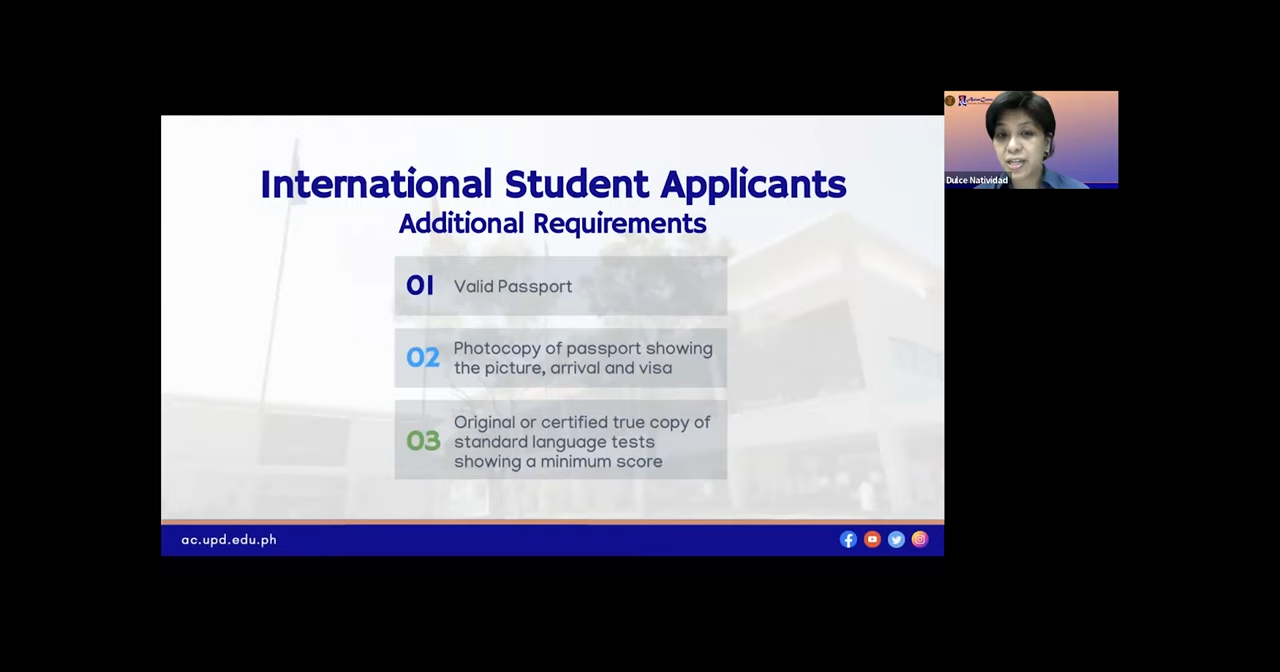 International Student Applicants
Additional Requirements
01 Valid Passport
02 Photocopy of passport showing
the picture, arrival and visa
03 Original or certified true copy of
standard language tests
showing a minimum score
ac.upd.edu.ph
Dulce Natividad